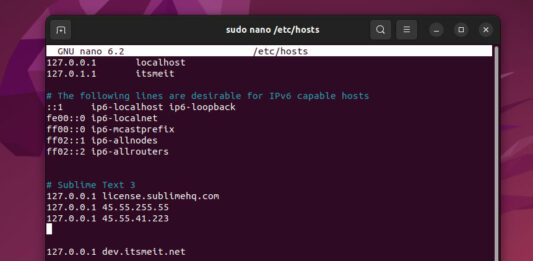 sudo nano /etc/hosts
GNU nano 6.2 /etc/hosts
127.0.0.1 localhost
127.0.1.1 itsmeit
# The following lines are desirable for IPv6 capable hosts
::1 ip6-localhost ip6-loopback
fe00::0 ip6-localnet
ff00::0 ip6-mcastprefix
ff02::1 ip6-allnodes
ff02::2 ip6-allrouters
# Sublime Text 3
127.0.0.1 license.sublimehq.com
127.0.0.1 45.55.255.55
127.0.0.1 45.55.41.223
127.0.0.1 dev.itsmeit.net